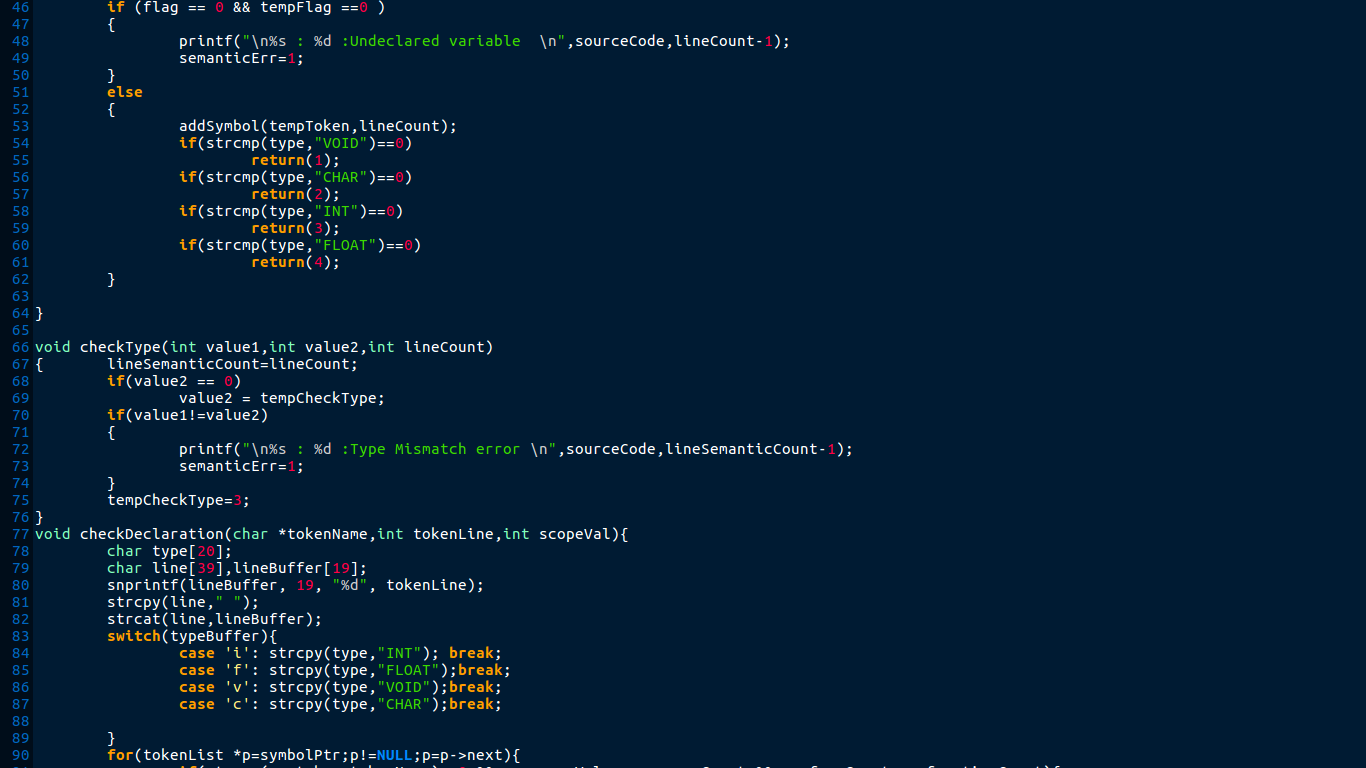 46         if (flag == 0 && tempFlag ==0 )
47         {
48                 printf("\n%s : %d :Undeclared variable  \n",sourceCode,lineCount-1);
49                 semanticErr=1;
50         }
51         else
52         {
53                 addSymbol(tempToken,lineCount);
54                 if(strcmp(type,"VOID")==0)
55                         return(1);
56                 if(strcmp(type,"CHAR")==0)
57                         return(2);
58                 if(strcmp(type,"INT")==0)
59                         return(3);
60                 if(strcmp(type,"FLOAT")==0)
61                         return(4);
62         }
63
64 }
65
66 void checkType(int value1,int value2,int lineCount)
67 {       lineSemanticCount=lineCount;
68         if(value2 == 0)
69                 value2 = tempCheckType;
70         if(value1!=value2)
71         {
72                 printf("\n%s : %d :Type Mismatch error \n",sourceCode,lineSemanticCount-1);
73                 semanticErr=1;
74         }
75         tempCheckType=3;
76 }
77 void checkDeclaration(char *tokenName,int tokenLine,int scopeVal){
78         char type[20];
79         char line[39],lineBuffer[19];
80         snprintf(lineBuffer, 19, "%d", tokenLine);
81         strcpy(line," ");
82         strcat(line,lineBuffer);
83         switch(typeBuffer){
84                 case 'i': strcpy(type,"INT"); break;
85                 case 'f': strcpy(type,"FLOAT");break;
86                 case 'v': strcpy(type,"VOID");break;
87                 case 'c': strcpy(type,"CHAR");break;
88
89         }
90         for(tokenList *p=symbolPtr;p!=NULL;p=p->next){